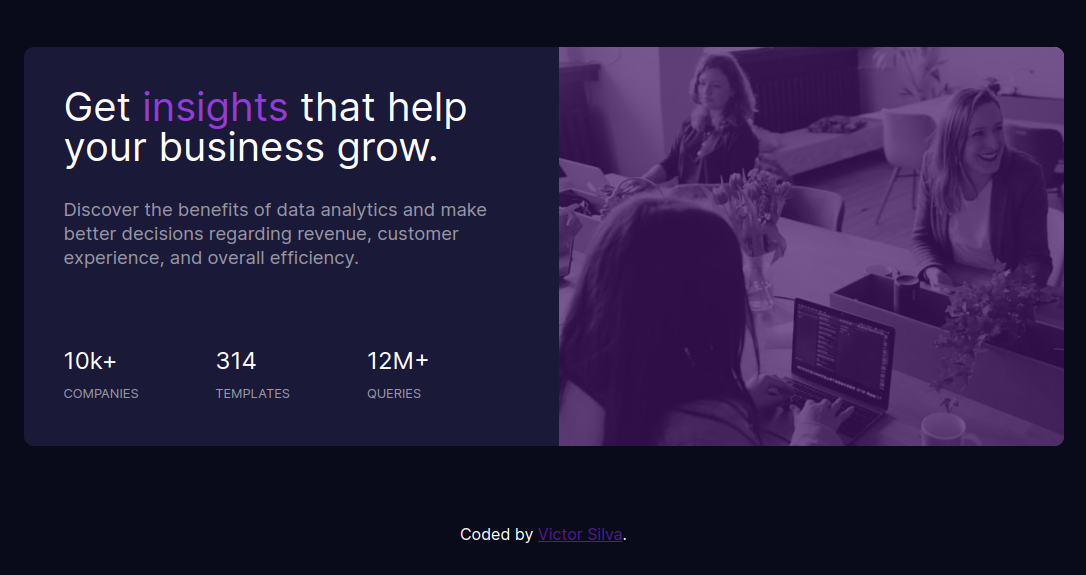 Get insights that help
your business grow.
Discover the benefits of data analytics and make
better decisions regarding revenue, customer
experience, and overall efficiency.
10k+ 314 12M+
COMPANIES TEMPLATES QUERIES
Coded by Victor Silva.